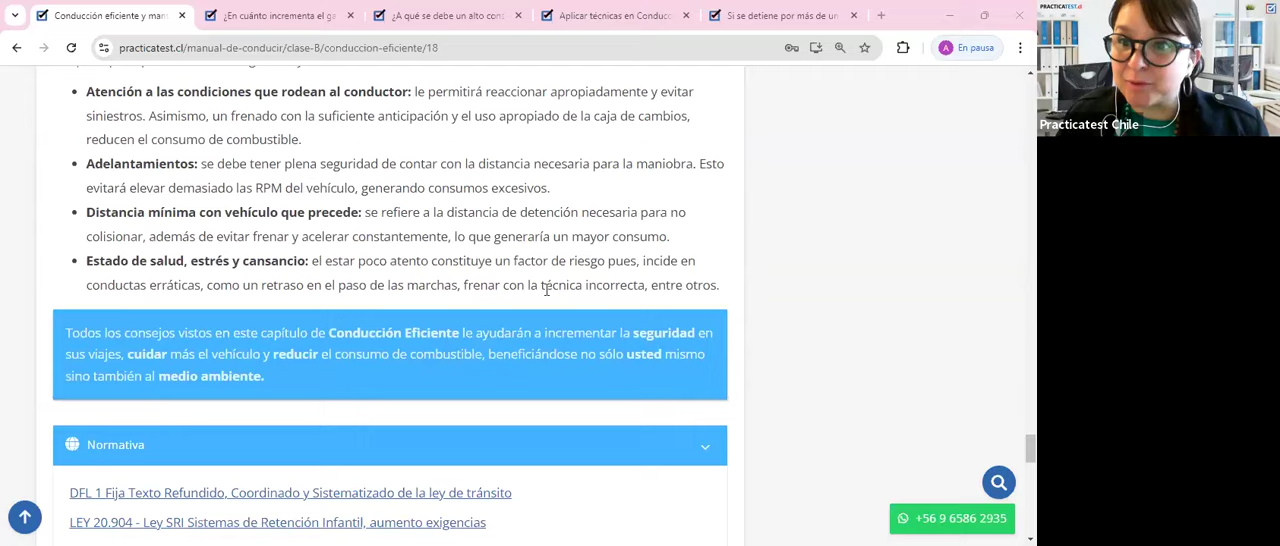 Conducción eficiente y man
¿En cuánto incrementa el ga
¿A qué se debe un alto cons
Aplicar técnicas en Conducc
Si se detiene por más de un
practicatest.cl/manual-de-conducir/clase-B/conduccion-eficiente/18
A
En pausa
PRACTICATEST.cl
Practicatest Chile
Atención a las condiciones que rodean al conductor: le permitirá reaccionar apropiadamente y evitar
siniestros. Asimismo, un frenado con la suficiente anticipación y el uso apropiado de la caja de cambios,
reducen el consumo de combustible.
Adelantamientos: se debe tener plena seguridad de contar con la distancia necesaria para la maniobra. Esto
evitará elevar demasiado las RPM del vehículo, generando consumos excesivos.
Distancia mínima con vehículo que precede: se refiere a la distancia de detención necesaria para no
colisionar, además de evitar frenar y acelerar constantemente, lo que generaría un mayor consumo.
Estado de salud, estrés y cansancio: el estar poco atento constituye un factor de riesgo pues, incide en
conductas erráticas, como un retraso en el paso de las marchas, frenar con la técnica incorrecta, entre otros.
Todos los consejos vistos en este capítulo de Conducción Eficiente le ayudarán a incrementar la seguridad en
sus viajes, cuidar más el vehículo y reducir el consumo de combustible, beneficiándose no sólo usted mismo
sino también al medio ambiente.
Normativa
DFL 1 Fija Texto Refundido, Coordinado y Sistematizado de la ley de tránsito
LEY 20.904 - Ley SRI Sistemas de Retención Infantil, aumento exigencias
+56 9 6586 2935